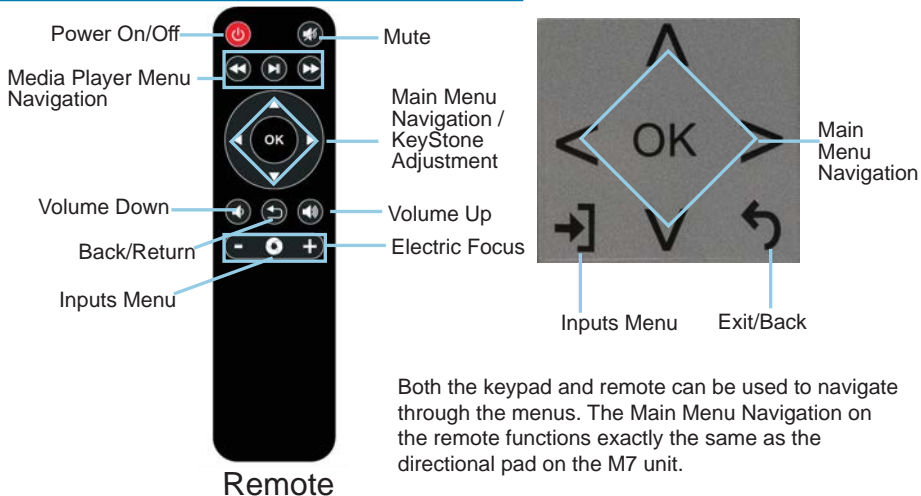 Power On/Off
Mute
Media Player Menu
Navigation
Main Menu
Navigation /
KeyStone
Adjustment
OK
Volume Down
Volume Up
Back/Return
Electric Focus
- +
Inputs Menu
Remote
OK
Main
Menu
Navigation
Inputs Menu
Exit/Back
Both the keypad and remote can be used to navigate
through the menus. The Main Menu Navigation on
the remote functions exactly the same as the
directional pad on the M7 unit.